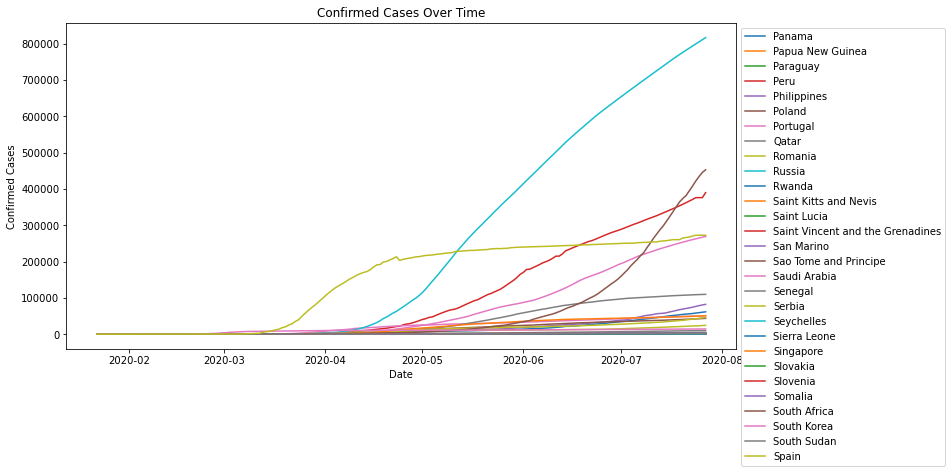 Confirmed Cases Over Time
Confirmed Cases
800000
700000
600000
500000
400000
300000
200000
100000
0
2020-02
2020-03
2020-04
2020-05
2020-06
2020-07
2020-08
Date
Panama
Papua New Guinea
Paraguay
Peru
Philippines
Poland
Portugal
Qatar
Romania
Russia
Rwanda
Saint Kitts and Nevis
Saint Lucia
Saint Vincent and the Grenadines
San Marino
Sao Tome and Principe
Saudi Arabia
Senegal
Serbia
Seychelles
Sierra Leone
Singapore
Slovakia
Slovenia
Somalia
South Africa
South Korea
South Sudan
Spain